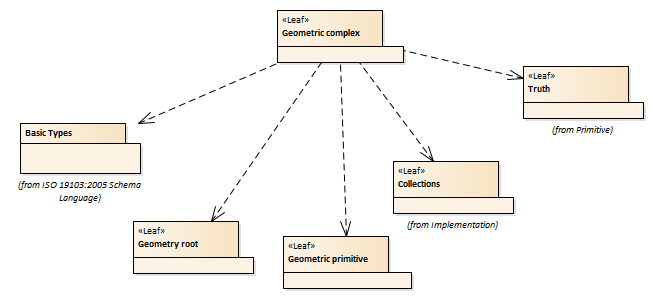 «Leaf»
Geometric complex
«Leaf»
Truth
(from Primitive)
Basic Types
(from ISO 19103:2005 Schema
Language)
«Leaf»
Collections
(from Implementation)
«Leaf»
Geometry root
«Leaf»
Geometric primitive